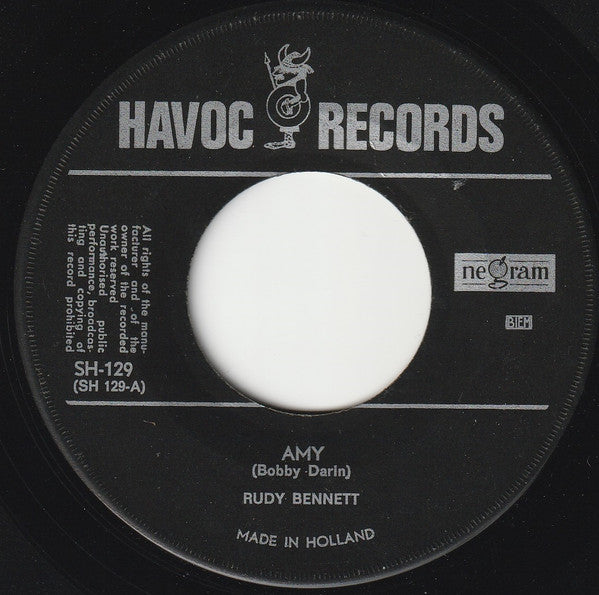 HAVOC RECORDS
All rights of the manu-
facturer and of the
owner of the recorded
work reserved
Unauthorised public
performance, broadcas-
ting and copying of
this record prohibited
negram
BIEM
SH-129
(SH 129-A)
AMY
(Bobby Darin)
RUDY BENNETT
MADE IN HOLLAND